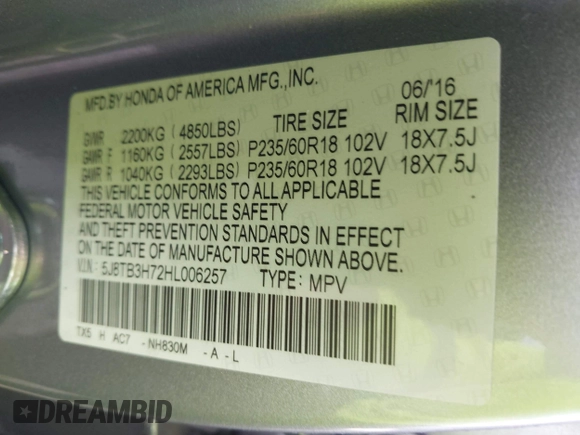 MFD.BY HONDA OF AMERICA MFG.,INC. 06/'16
GVWR 2200KG (4850LBS) TIRE SIZE RIM SIZE
GAWR F 1160KG (2557LBS) P235/60R18 102V 18X7.5J
GAWR R 1040KG (2293LBS) P235/60R18 102V 18X7.5J
THIS VEHICLE CONFORMS TO ALL APPLICABLE
FEDERAL MOTOR VEHICLE SAFETY
AND THEFT PREVENTION STANDARDS IN EFFECT
ON THE DATE OF MANUFACTURE SHOWN ABOVE.
V.I.N.: 5J8TB3H72HL006257 TYPE: MPV
TX5 H AC7 -NH830M -A-L
DREAMBID